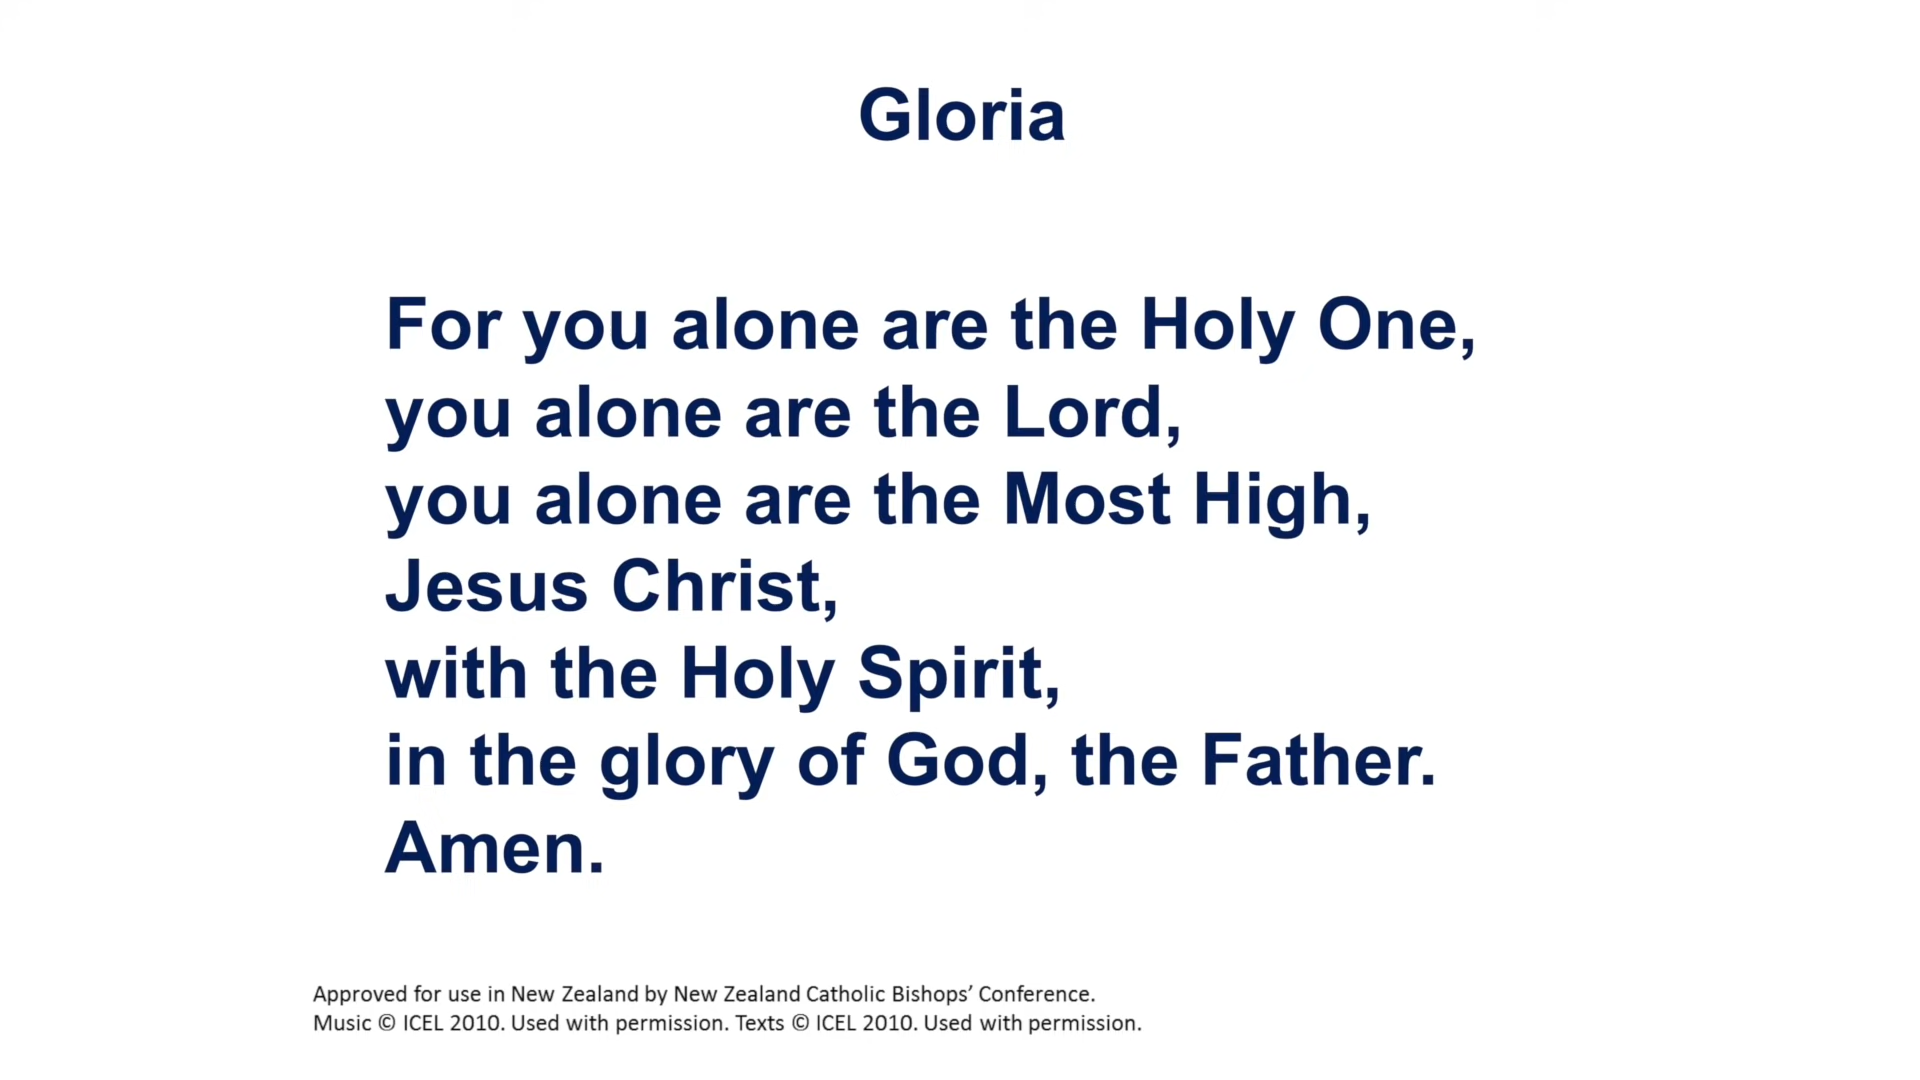 Gloria
For you alone are the Holy One,
you alone are the Lord,
you alone are the Most High,
Jesus Christ,
with the Holy Spirit,
in the glory of God, the Father.
Amen.
Approved for use in New Zealand by New Zealand Catholic Bishops’ Conference.
Music © ICEL 2010. Used with permission. Texts © ICEL 2010. Used with permission.